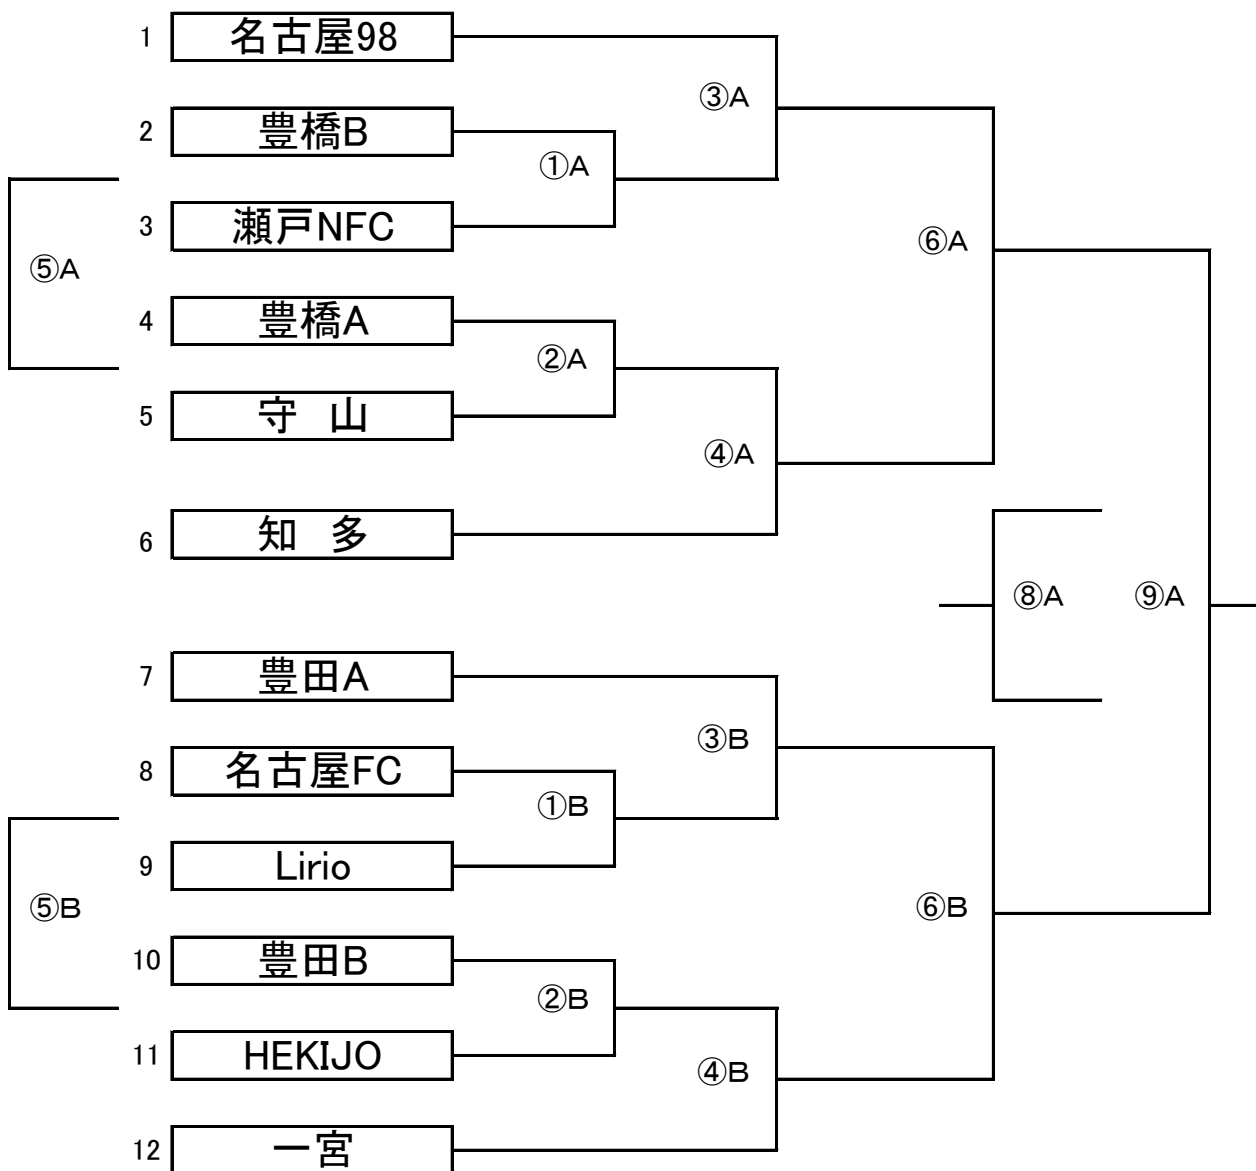 1 名古屋98
③A
2 豊橋B
①A
3 瀬戸NFC
⑥A
⑤A
4 豊橋A
②A
5 守　山
④A
6 知　多
⑧A ⑨A
7 豊田A
③B
8 名古屋FC
①B
9 Lirio
⑤B ⑥B
10 豊田B
②B
11 HEKIJO
④B
12 一宮